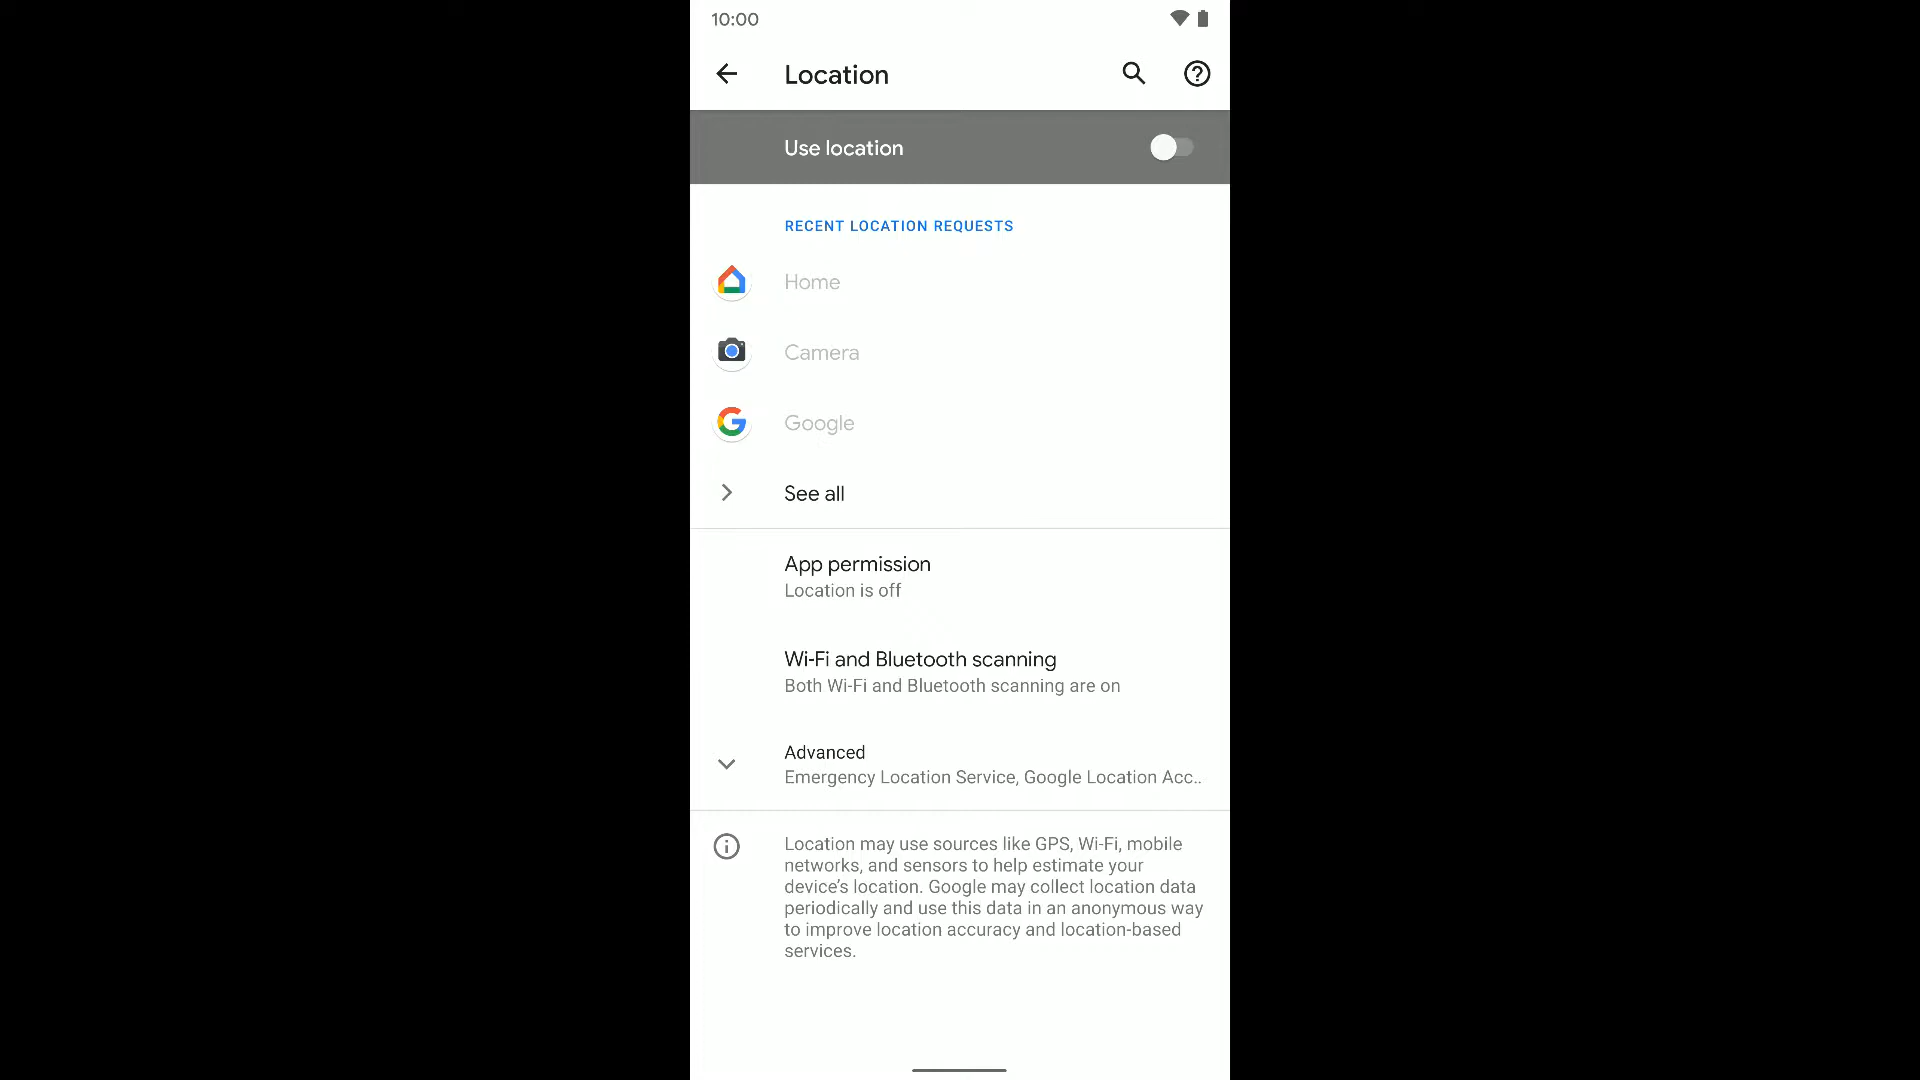 10:00
Location
Use location
RECENT LOCATION REQUESTS
Home
Camera
Google
See all
App permission
Location is off
Wi-Fi and Bluetooth scanning
Both Wi-Fi and Bluetooth scanning are on
Advanced
Emergency Location Service, Google Location Acc..
Location may use sources like GPS, Wi-Fi, mobile
networks, and sensors to help estimate your
device’s location. Google may collect location data
periodically and use this data in an anonymous way
to improve location accuracy and location-based
services.